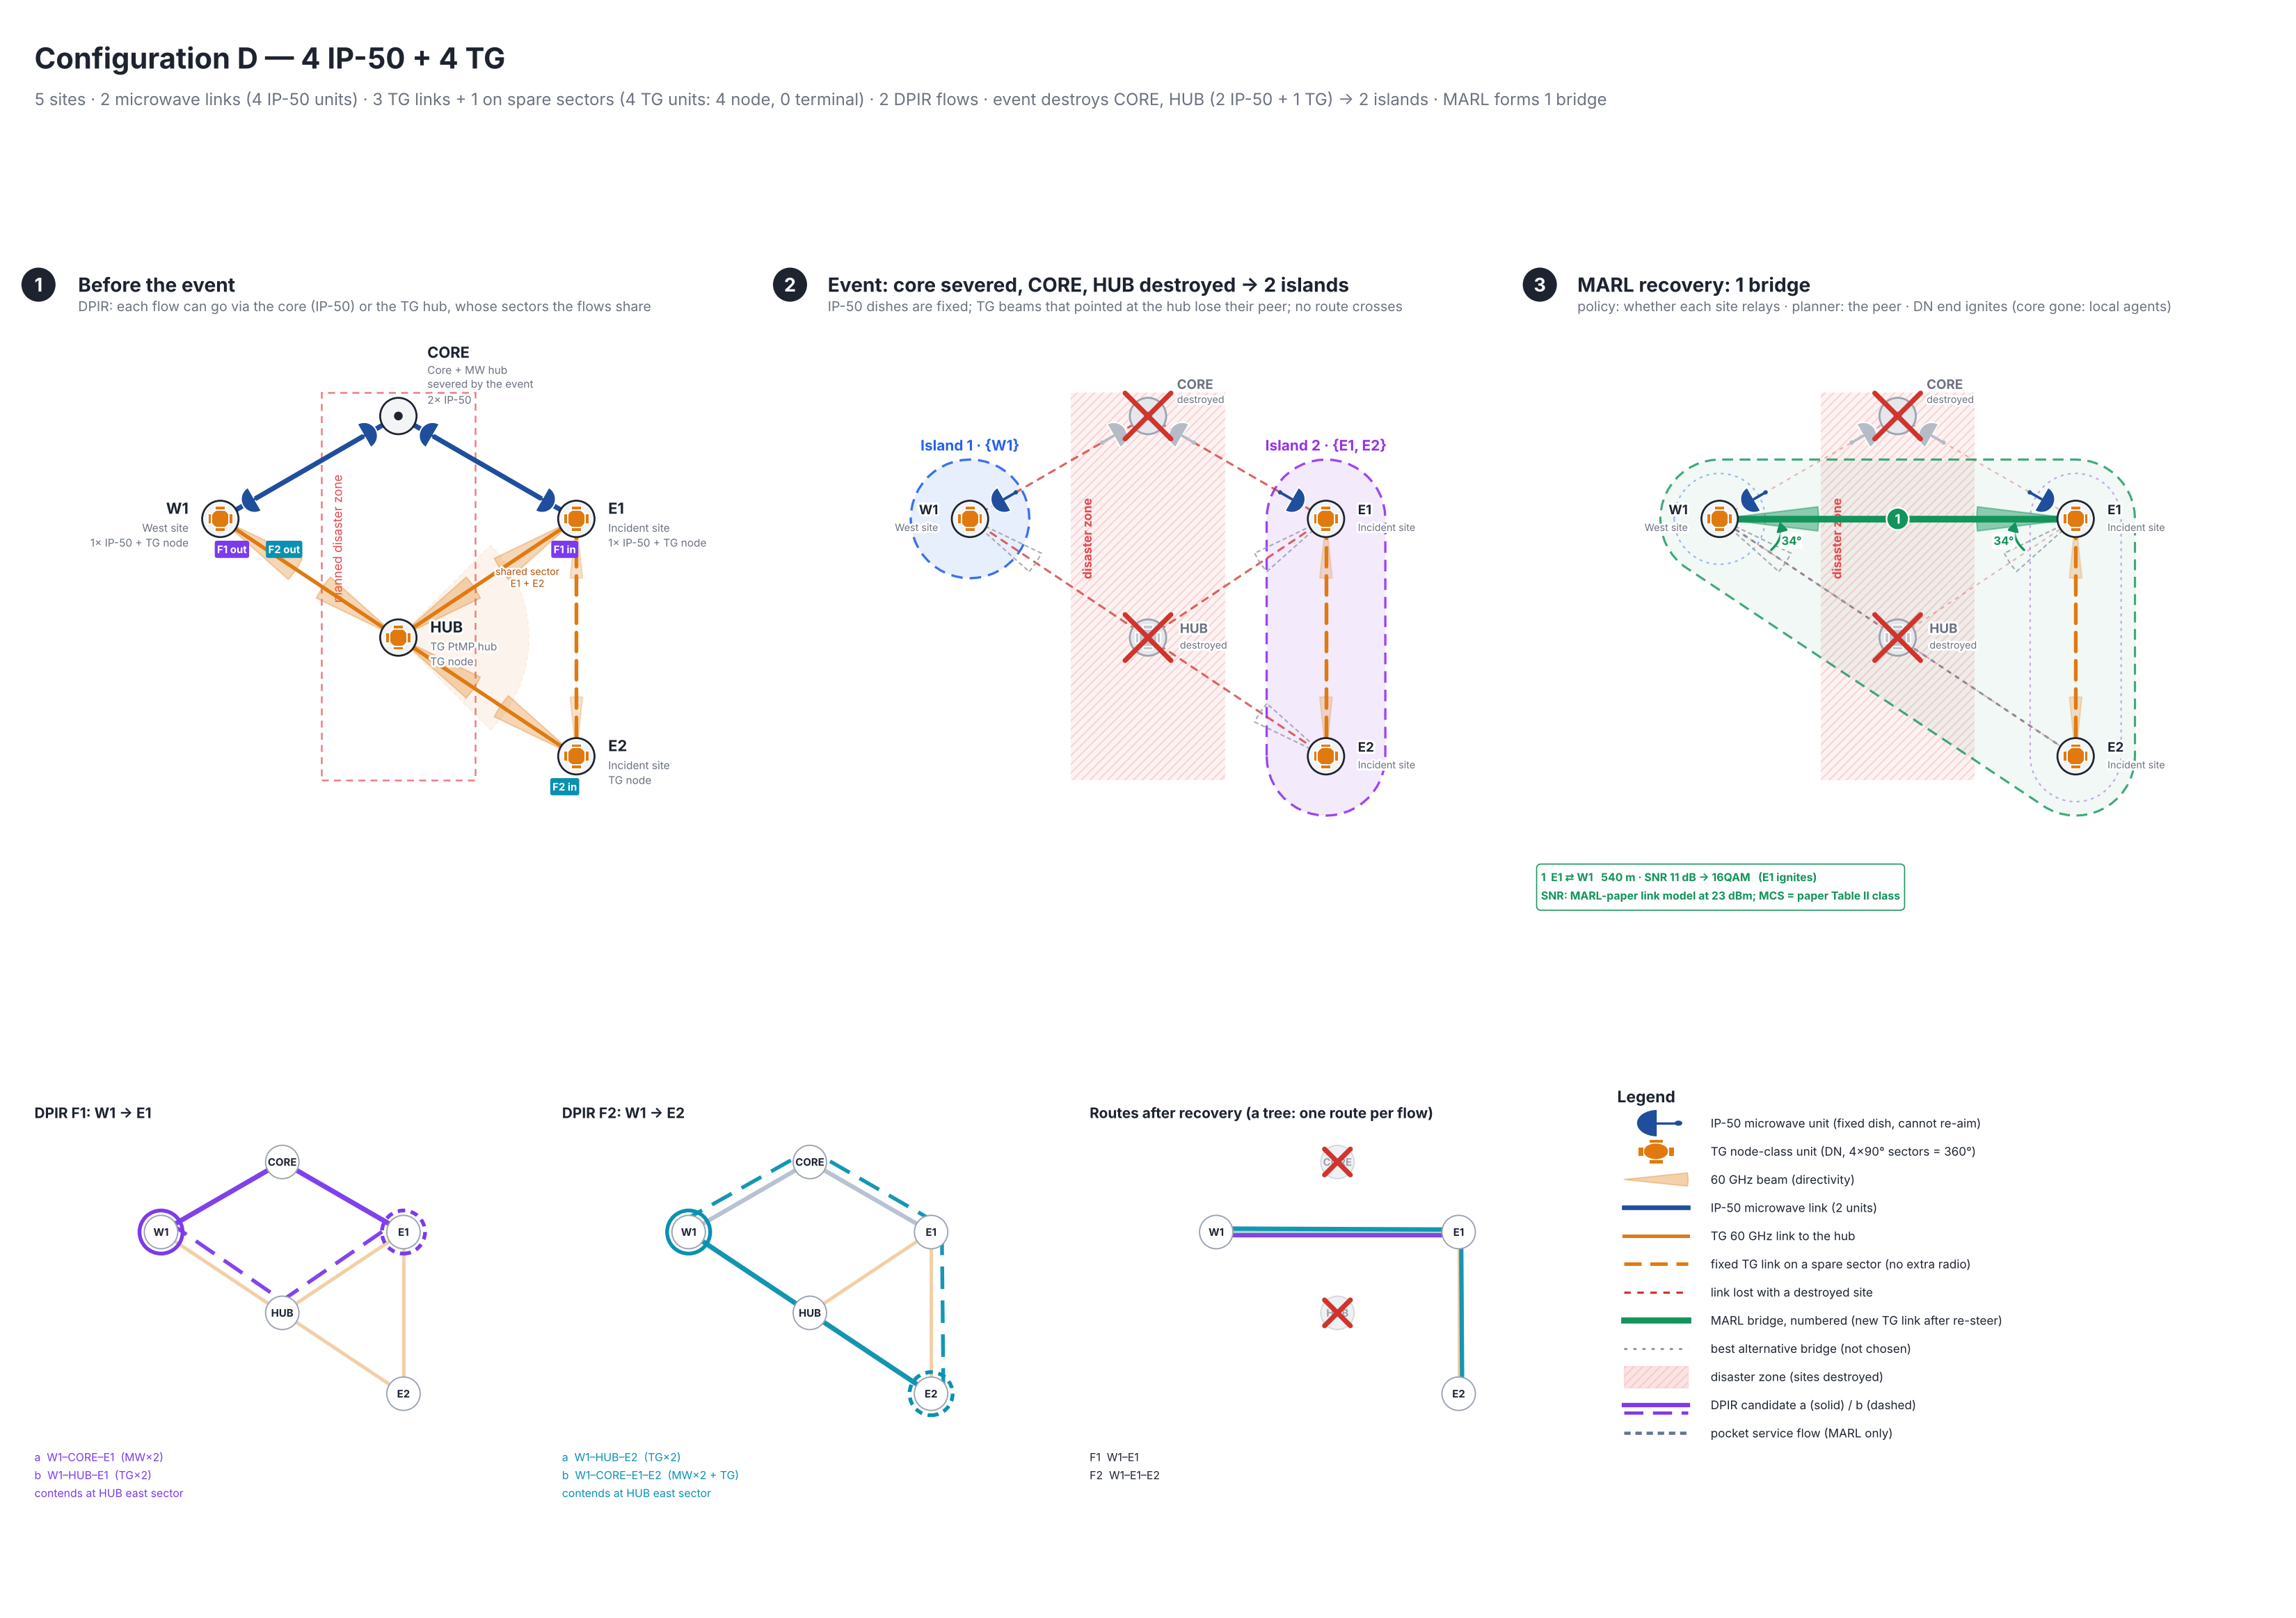 Configuration D — 4 IP-50 + 4 TG
5 sites · 2 microwave links (4 IP-50 units) · 3 TG links + 1 on spare sectors (4 TG units: 4 node, 0 terminal) · 2 DPIR flows · event destroys CORE, HUB (2 IP-50 + 1 TG) → 2 islands · MARL forms 1 bridge
1
Before the event
DPIR: each flow can go via the core (IP-50) or the TG hub, whose sectors the flows share
CORE
Core + MW hub
severed by the event
2× IP-50
W1
West site
1× IP-50 + TG node
F1 out
F2 out
disaster zone
E1
Incident site
1× IP-50 + TG node
F1 in
shared sector
E1 + E2
HUB
TG PtMP hub
TG node
E2
Incident site
TG node
F2 in
2
Event: core severed, CORE, HUB destroyed → 2 islands
IP-50 dishes are fixed; TG beams that pointed at the hub lose their peer; no route crosses
CORE
destroyed
Island 1 · {W1}
Island 2 · {E1, E2}
W1
West site
disaster zone
E1
Incident site
HUB
destroyed
E2
Incident site
3
MARL recovery: 1 bridge
policy: whether each site relays · planner: the peer · DN end ignites (core gone: local agents)
CORE
destroyed
W1
West site
disaster zone
1
34°
34°
E1
Incident site
HUB
destroyed
E2
Incident site
1 E1 ⇄ W1 540 m · SNR 11 dB → 16QAM (E1 ignites)
SNR: MARL-paper link model at 23 dBm; MCS = paper Table II class
DPIR F1: W1 → E1
CORE
W1
E1
HUB
E2
a W1–CORE–E1 (MW×2)
b W1–HUB–E1 (TG×2)
contends at HUB east sector
DPIR F2: W1 → E2
CORE
W1
E1
HUB
E2
a W1–HUB–E2 (TG×2)
b W1–CORE–E1–E2 (MW×2 + TG)
contends at HUB east sector
Routes after recovery (a tree: one route per flow)
W1
E1
E2
F1 W1–E1
F2 W1–E1–E2
Legend
IP-50 microwave unit (fixed dish, cannot re-aim)
TG node-class unit (DN, 4×90° sectors = 360°)
60 GHz beam (directivity)
IP-50 microwave link (2 units)
TG 60 GHz link to the hub
fixed TG link on a spare sector (no extra radio)
link lost with a destroyed site
MARL bridge, numbered (new TG link after re-steer)
best alternative bridge (not chosen)
disaster zone (sites destroyed)
DPIR candidate a (solid) / b (dashed)
pocket service flow (MARL only)